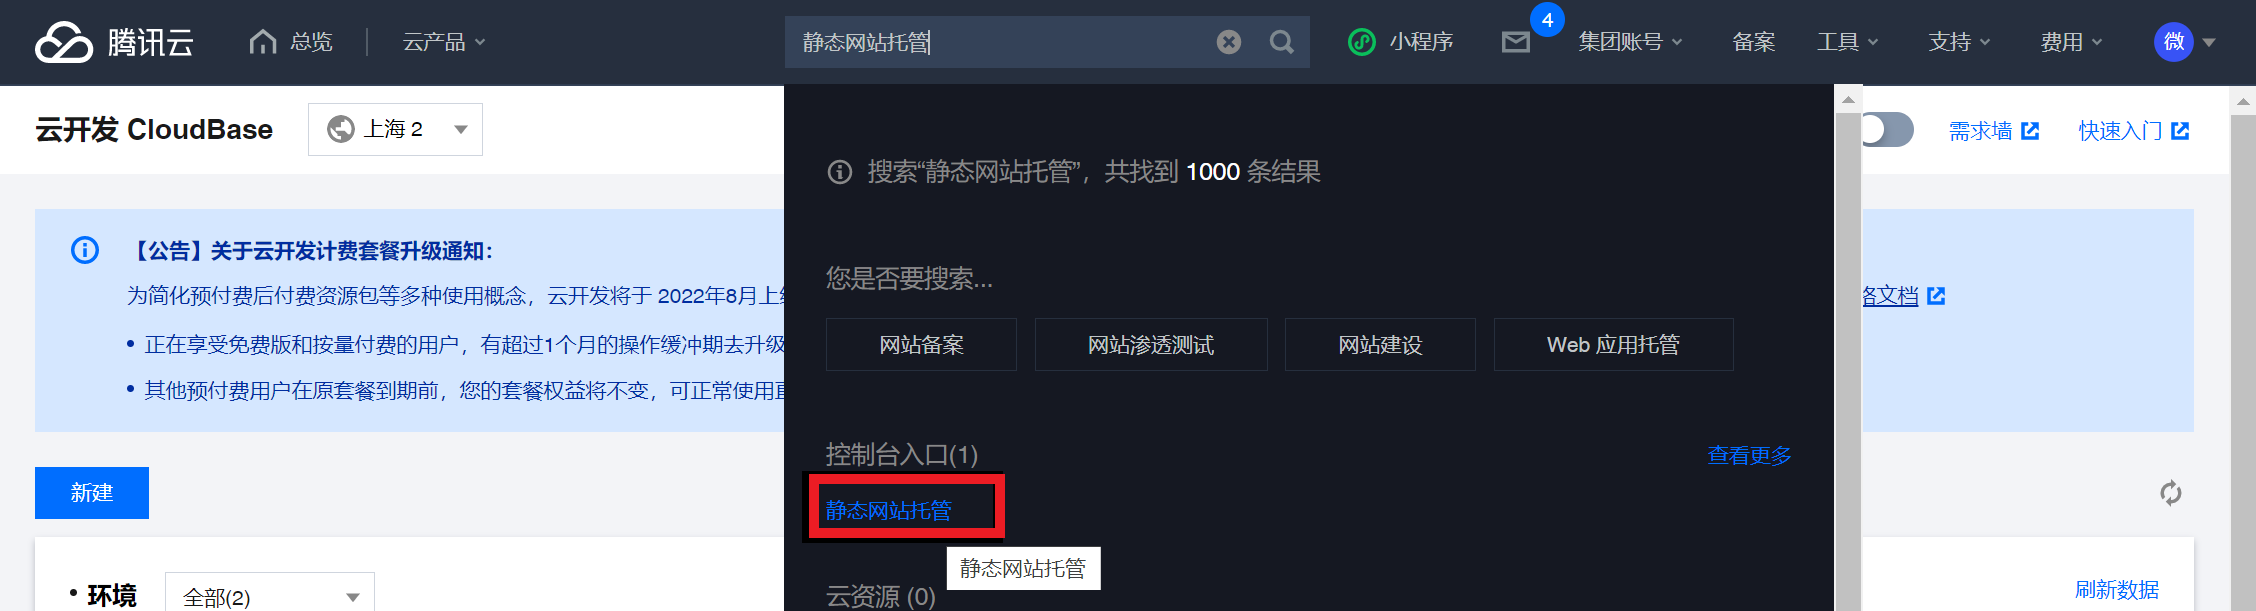 腾讯云 总览 云产品 静态网站托管 小程序 4 集团账号 备案 工具 支持 费用 微
云开发 CloudBase 上海 2 需求墙 快速入门
搜索“静态网站托管”，共找到 1000 条结果
【公告】关于云开发计费套餐升级通知：
为简化预付费后付费资源包等多种使用概念，云开发将于 2022年8月上 文档
正在享受免费版和按量付费的用户，有超过1个月的操作缓冲期去升级
其他预付费用户在原套餐到期前，您的套餐权益将不变，可正常使用
您是否要搜索...
网站备案 网站渗透测试 网站建设 Web 应用托管
控制台入口(1) 查看更多
静态网站托管
静态网站托管
云资源 (0)
新建
环境 全部(2) 刷新数据